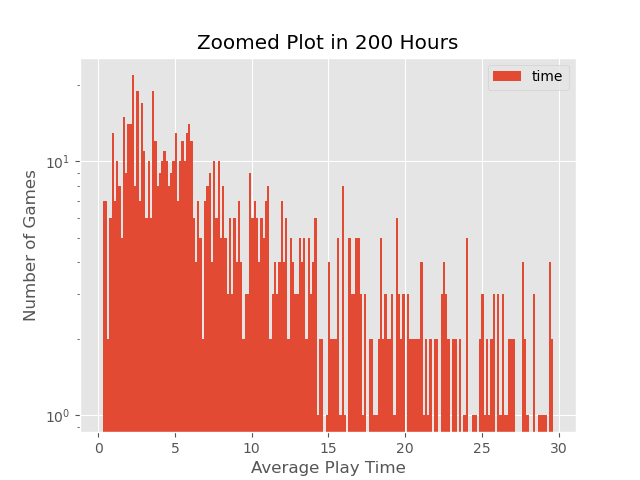 Zoomed Plot in 200 Hours
time
Number of Games
10¹
10⁰
0 5 10 15 20 25 30
Average Play Time